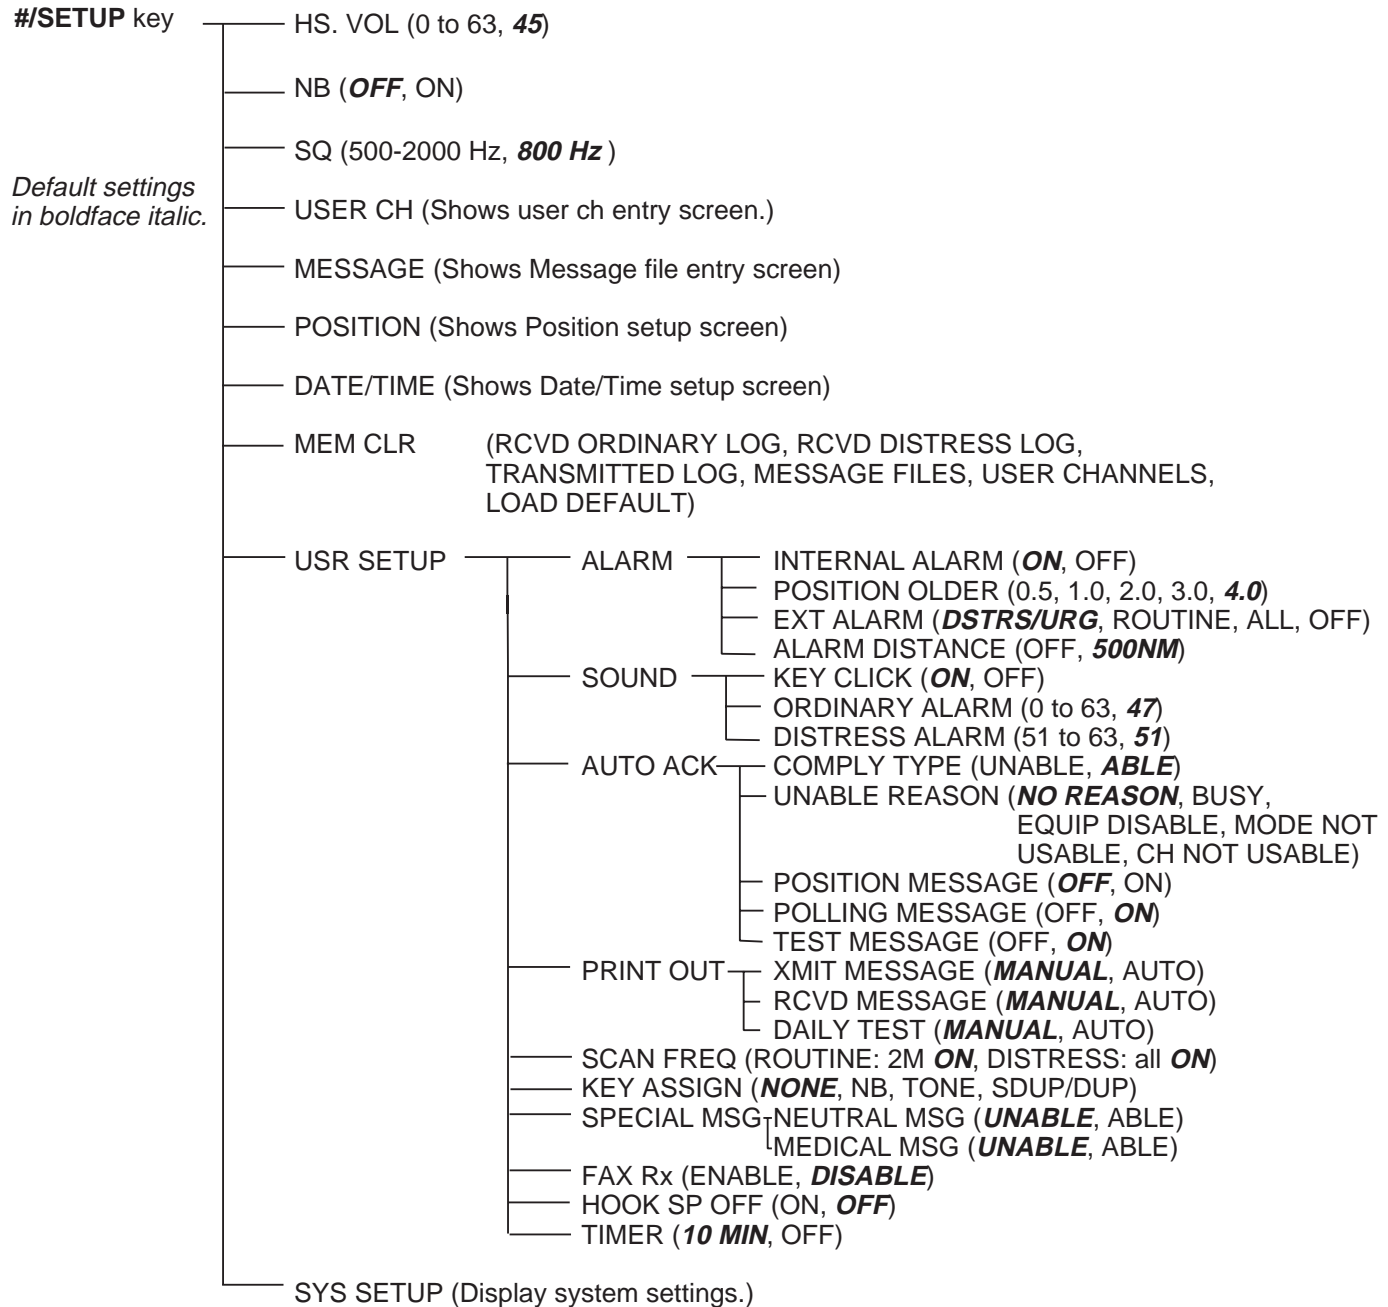 #/SETUP key
HS. VOL (0 to 63, 45)
NB (OFF, ON)
SQ (500-2000 Hz, 800 Hz )
Default settings
in boldface italic.
USER CH (Shows user ch entry screen.)
MESSAGE (Shows Message file entry screen)
POSITION (Shows Position setup screen)
DATE/TIME (Shows Date/Time setup screen)
MEM CLR (RCVD ORDINARY LOG, RCVD DISTRESS LOG,
TRANSMITTED LOG, MESSAGE FILES, USER CHANNELS,
LOAD DEFAULT)
USR SETUP ALARM INTERNAL ALARM (ON, OFF)
POSITION OLDER (0.5, 1.0, 2.0, 3.0, 4.0)
EXT ALARM (DSTRS/URG, ROUTINE, ALL, OFF)
ALARM DISTANCE (OFF, 500NM)
SOUND KEY CLICK (ON, OFF)
ORDINARY ALARM (0 to 63, 47)
DISTRESS ALARM (51 to 63, 51)
AUTO ACK COMPLY TYPE (UNABLE, ABLE)
UNABLE REASON (NO REASON, BUSY,
EQUIP DISABLE, MODE NOT
USABLE, CH NOT USABLE)
POSITION MESSAGE (OFF, ON)
POLLING MESSAGE (OFF, ON)
TEST MESSAGE (OFF, ON)
PRINT OUT XMIT MESSAGE (MANUAL, AUTO)
RCVD MESSAGE (MANUAL, AUTO)
DAILY TEST (MANUAL, AUTO)
SCAN FREQ (ROUTINE: 2M ON, DISTRESS: all ON)
KEY ASSIGN (NONE, NB, TONE, SDUP/DUP)
SPECIAL MSG NEUTRAL MSG (UNABLE, ABLE)
MEDICAL MSG (UNABLE, ABLE)
FAX Rx (ENABLE, DISABLE)
HOOK SP OFF (ON, OFF)
TIMER (10 MIN, OFF)
SYS SETUP (Display system settings.)